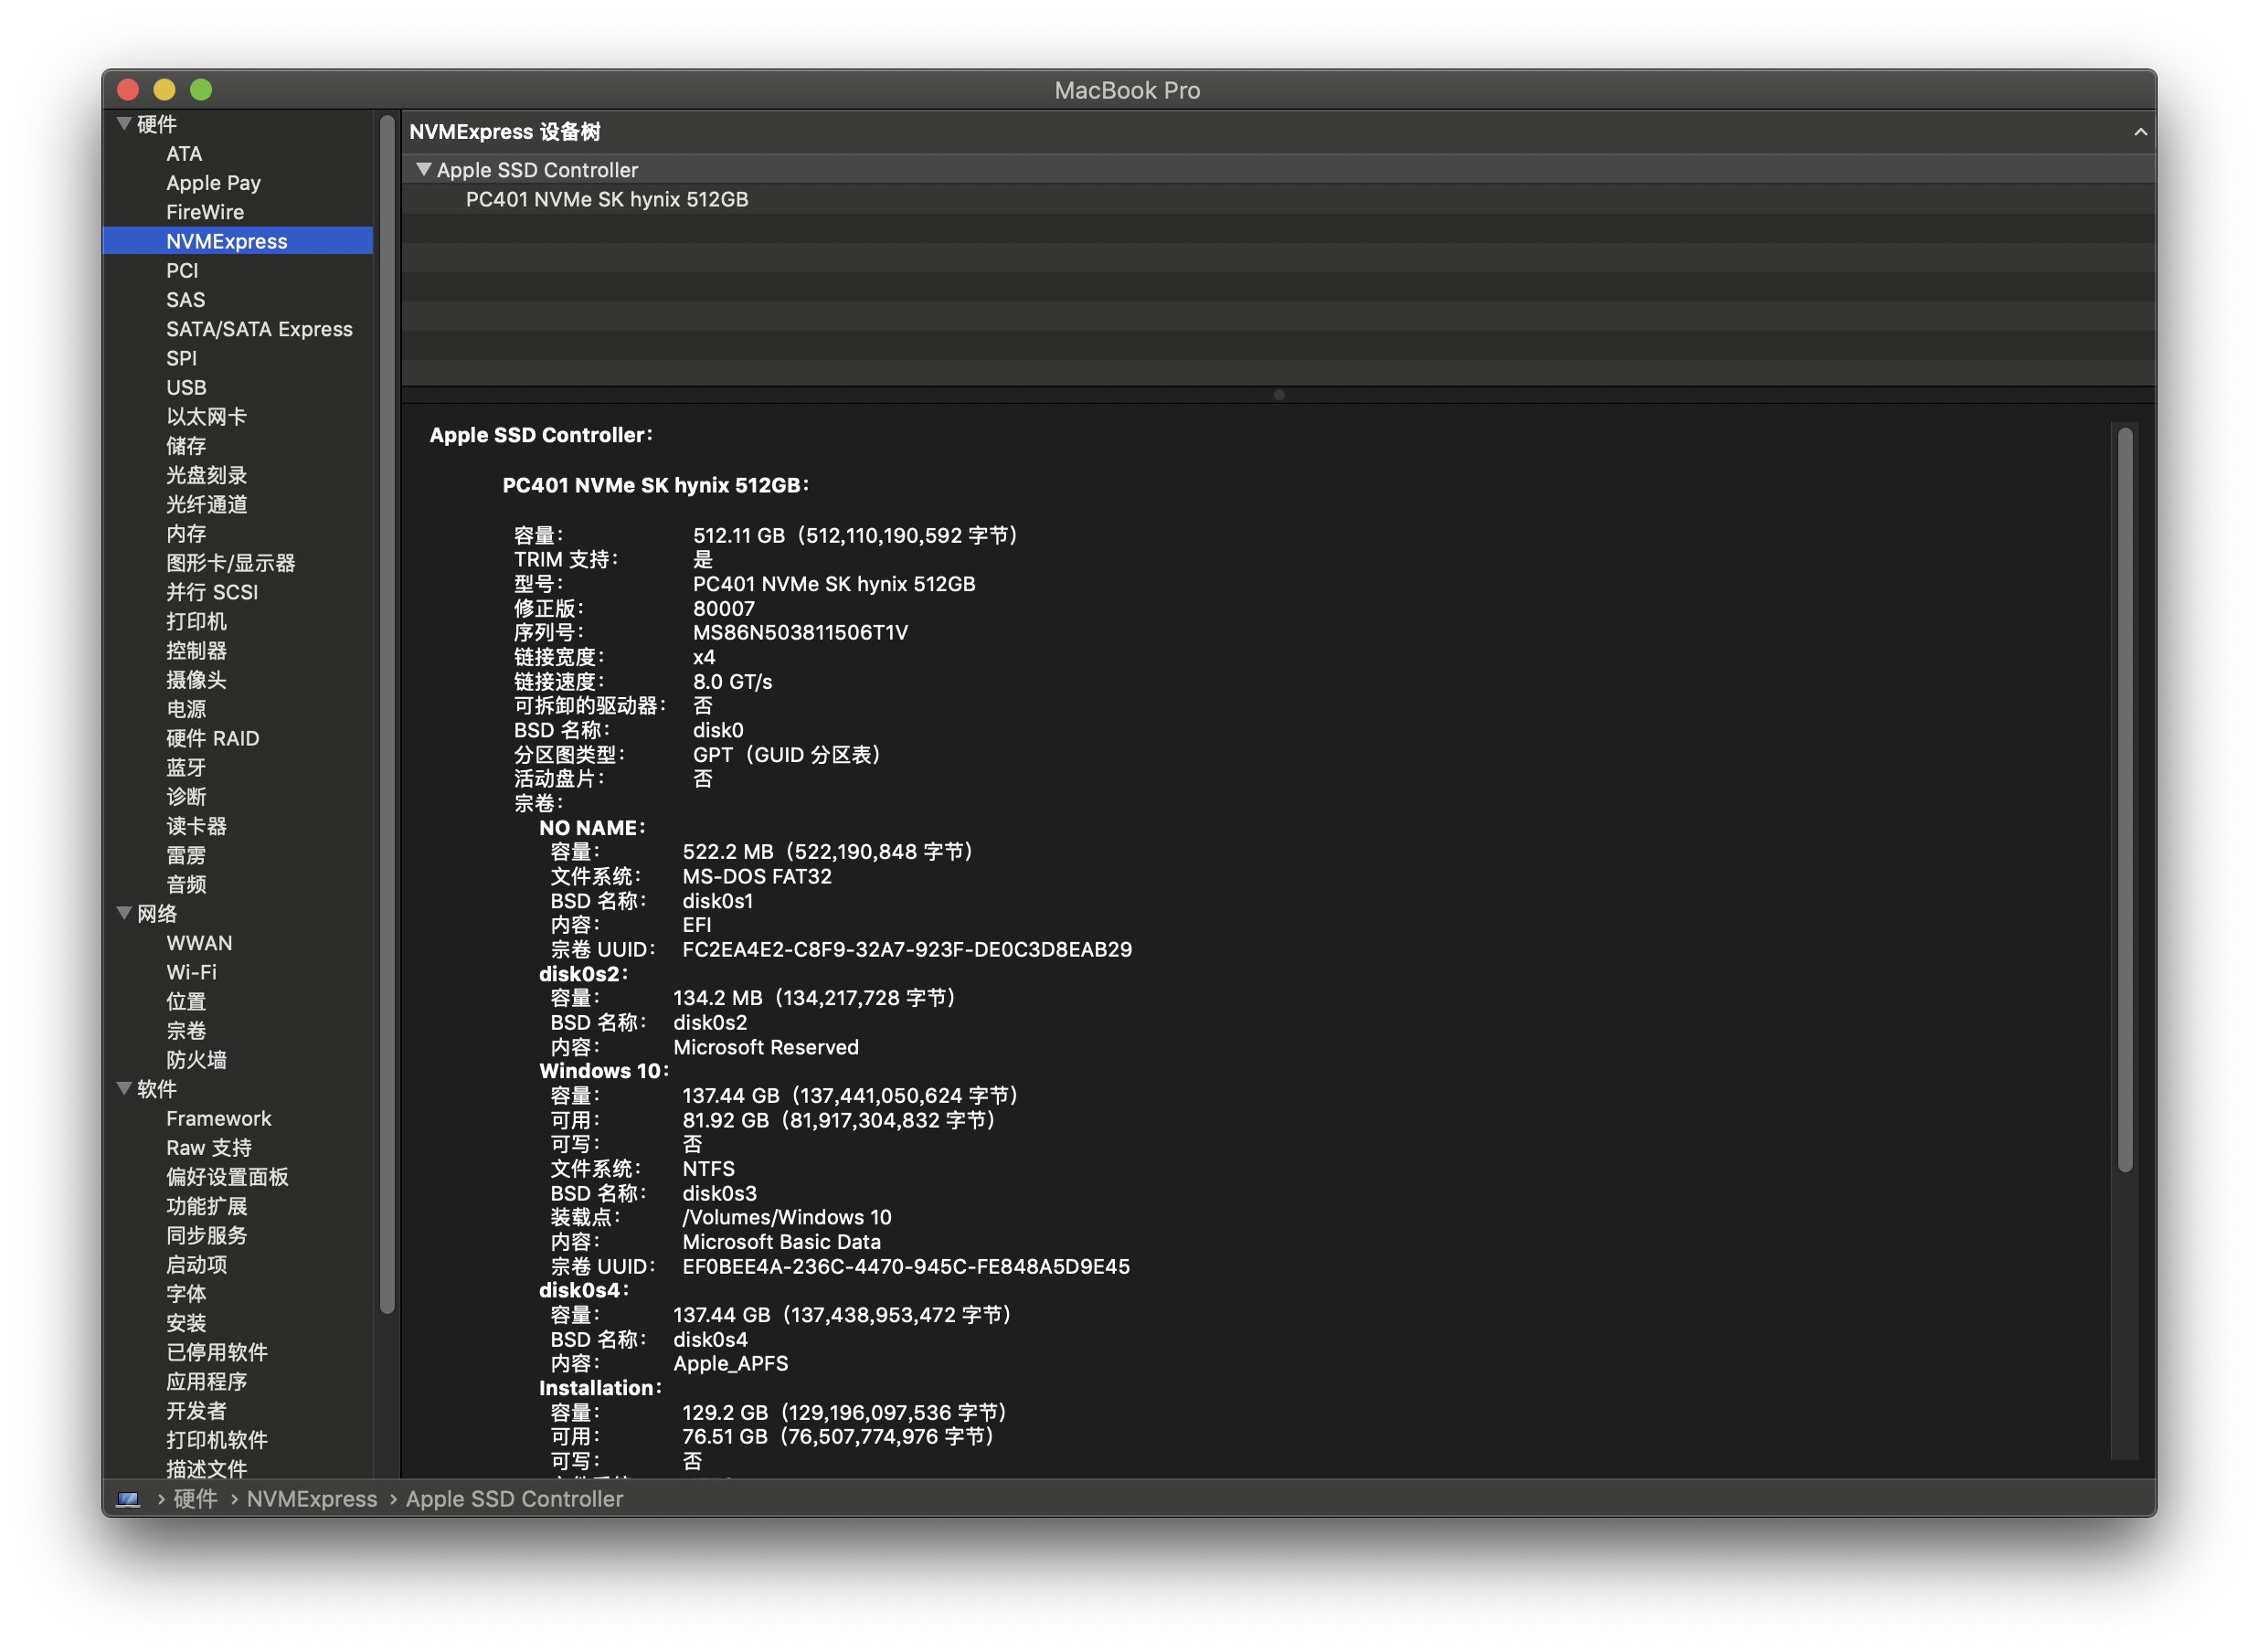 MacBook Pro
硬件
ATA
Apple Pay
FireWire
NVMExpress
PCI
SAS
SATA/SATA Express
SPI
USB
以太网卡
储存
光盘刻录
光纤通道
内存
图形卡/显示器
并行 SCSI
打印机
控制器
摄像头
电源
硬件 RAID
蓝牙
诊断
读卡器
雷雳
音频
网络
WWAN
Wi-Fi
位置
宗卷
防火墙
软件
Framework
Raw 支持
偏好设置面板
功能扩展
同步服务
启动项
字体
安装
已停用软件
应用程序
开发者
打印机软件
描述文件
NVMExpress 设备树
Apple SSD Controller
PC401 NVMe SK hynix 512GB
Apple SSD Controller：
PC401 NVMe SK hynix 512GB：
容量： 512.11 GB（512,110,190,592 字节）
TRIM 支持： 是
型号： PC401 NVMe SK hynix 512GB
修正版： 80007
序列号： MS86N503811506T1V
链接宽度： x4
链接速度： 8.0 GT/s
可拆卸的驱动器： 否
BSD 名称： disk0
分区图类型： GPT（GUID 分区表）
活动盘片： 否
宗卷：
NO NAME：
容量： 522.2 MB（522,190,848 字节）
文件系统： MS-DOS FAT32
BSD 名称： disk0s1
内容： EFI
宗卷 UUID： FC2EA4E2-C8F9-32A7-923F-DE0C3D8EAB29
disk0s2：
容量： 134.2 MB（134,217,728 字节）
BSD 名称： disk0s2
内容： Microsoft Reserved
Windows 10：
容量： 137.44 GB（137,441,050,624 字节）
可用： 81.92 GB（81,917,304,832 字节）
可写： 否
文件系统： NTFS
BSD 名称： disk0s3
装载点： /Volumes/Windows 10
内容： Microsoft Basic Data
宗卷 UUID： EF0BEE4A-236C-4470-945C-FE848A5D9E45
disk0s4：
容量： 137.44 GB（137,438,953,472 字节）
BSD 名称： disk0s4
内容： Apple_APFS
Installation：
容量： 129.2 GB（129,196,097,536 字节）
可用： 76.51 GB（76,507,774,976 字节）
可写： 否
› 硬件 › NVMExpress › Apple SSD Controller